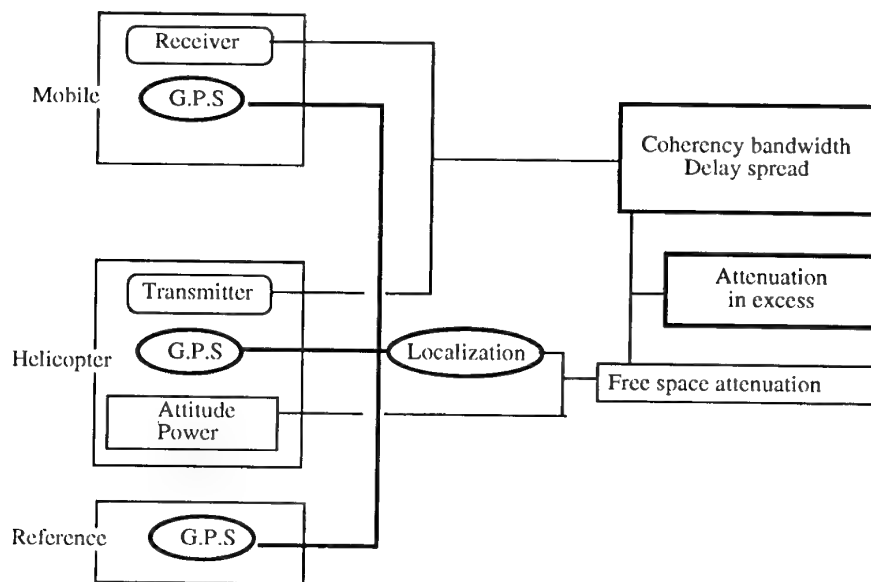 Receiver
Mobile
G.P.S
Coherency bandwidth
Delay spread
Transmitter
Attenuation
in excess
Helicopter
G.P.S
Localization
Free space attenuation
Attitude
Power
Reference
G.P.S